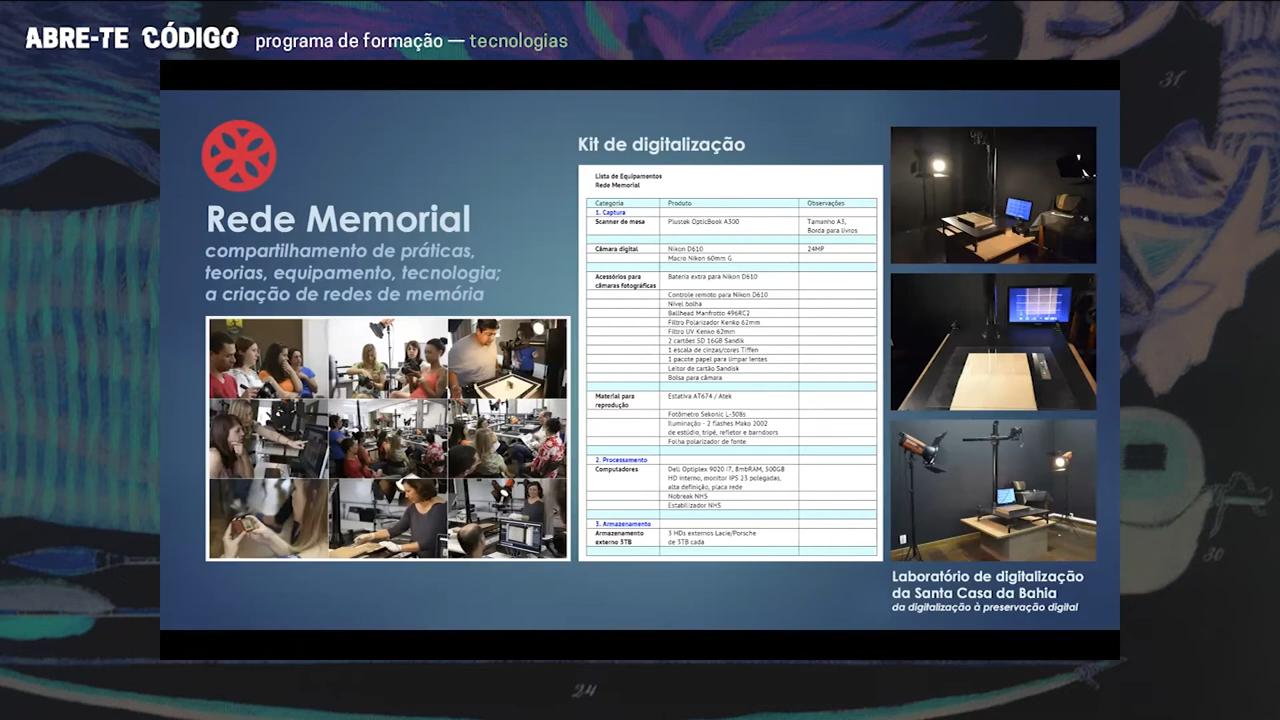 ABRE-TE CÓDIGO programa de formação — tecnologias
Rede Memorial
compartilhamento de práticas,
teorias, equipamento, tecnologia;
a criação de redes de memória
Kit de digitalização
Lista de Equipamentos
Rede Memorial
Categoria Produto Observações
1. Captura
Scanner de mesa Plustek OpticBook A300 Tamanho A3,
Borda para livros
Câmara digital Nikon D610 24MP
Macro Nikon 60mm G
Acessórios para Bateria extra para Nikon D610
câmaras fotográficas
Controle remoto para Nikon D610
Nível bolha
Ballhead Manfrotto 496RC2
Filtro Polarizador Kenko 62mm
Filtro UV Kenko 62mm
2 cartões SD 16GB Sandik
1 escala de cinzas/cores Tiffen
1 pacote papel para limpar lentes
Leitor de cartão Sandisk
Bolsa para câmara
Material para Estativa AT674 / Atek
reprodução
Fotômetro Sekonic L-308s
Iluminação - 2 flashes Mako 2002
de estúdio, tripé, refletor e barndoors
Folha polarizador de fonte
2. Processamento
Computadores Dell Optiplex 9020 i7, 8mbRAM, 500GB
HD interno, monitor IPS 23 polegadas,
alta definição, placa rede
Nobreak NHS
Estabilizador NHS
3. Armazenamento
Armazenamento 3 HDs externos Lacie/Porsche
externo 3TB de 3TB cada
Laboratório de digitalização
da Santa Casa da Bahia
da digitalização à preservação digital
31
30
24